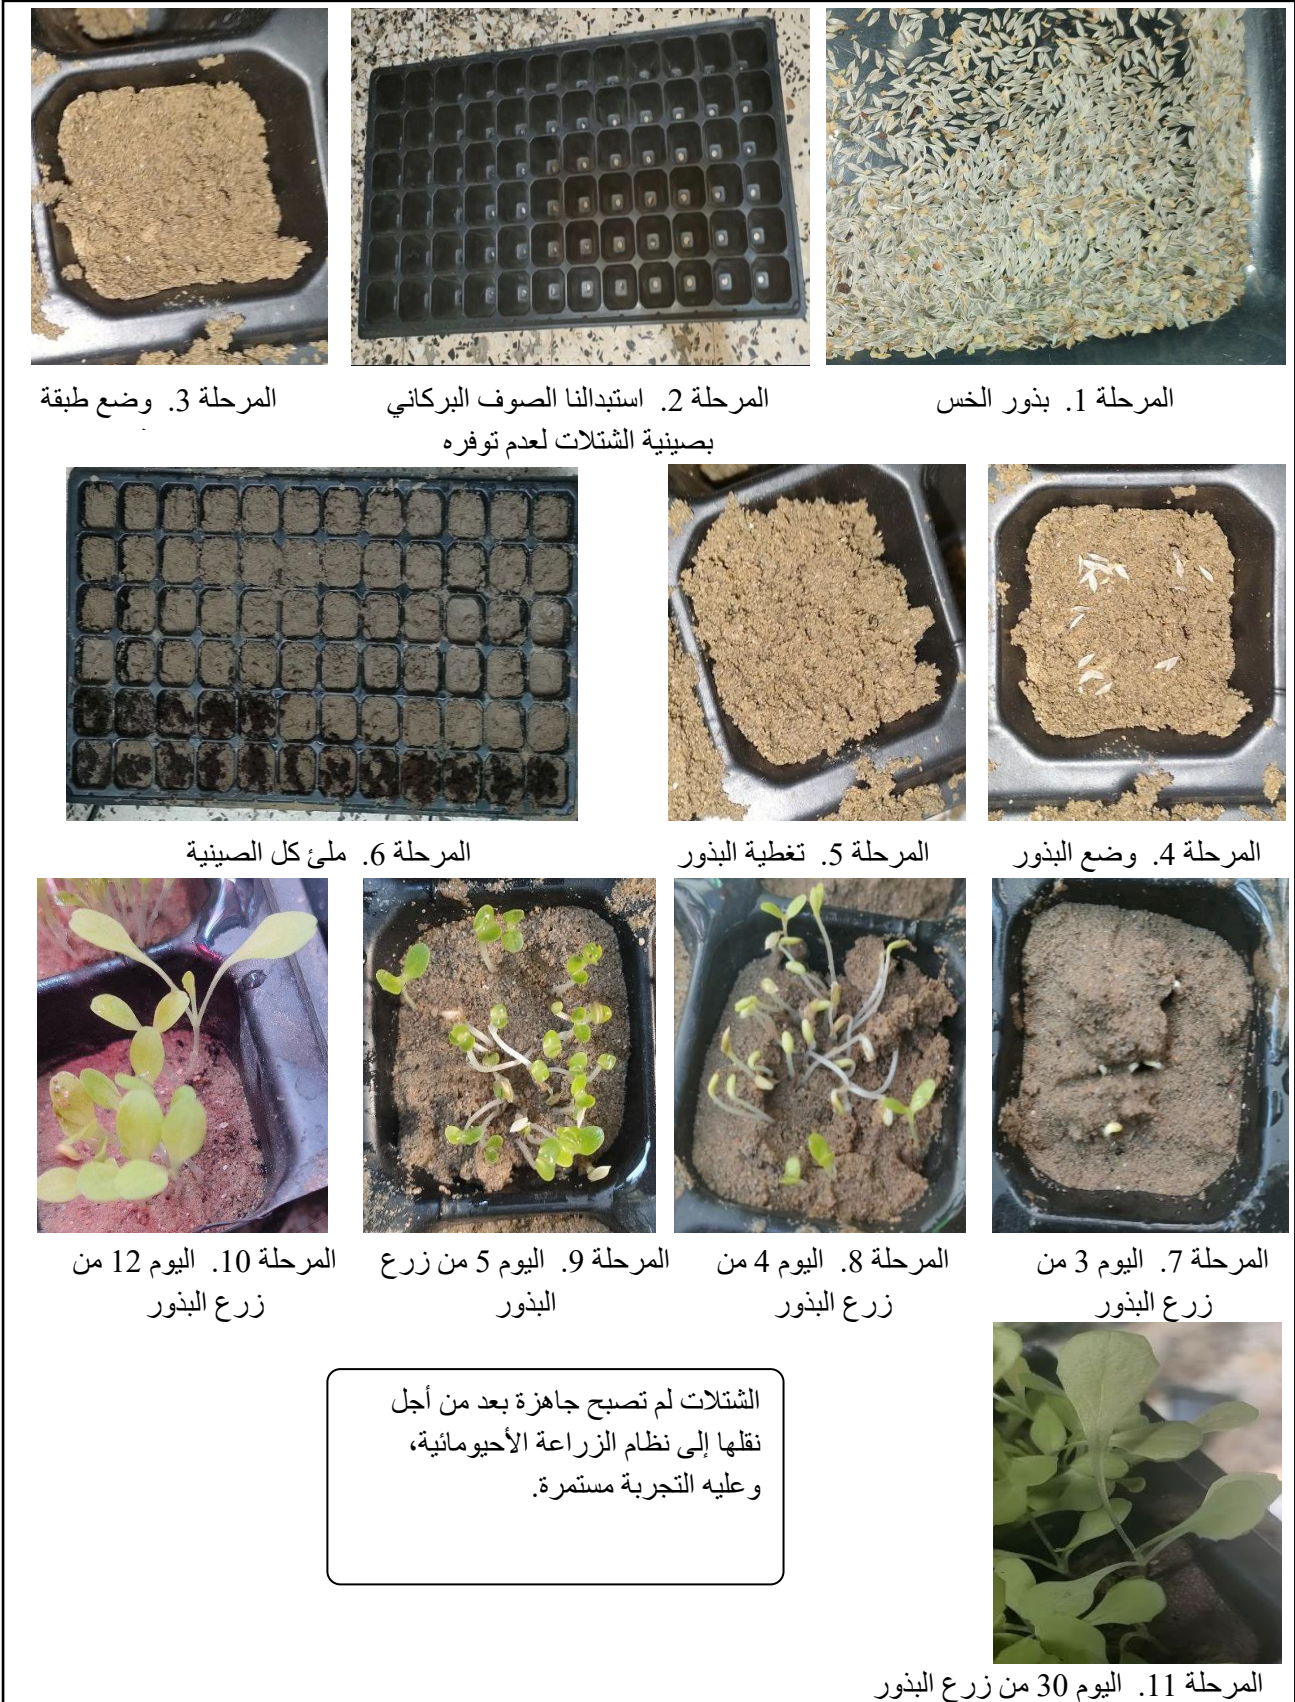 المرحلة 1. بذور الخس
المرحلة 2. استبدالنا الصوف البركاني
بصينية الشتلات لعدم توفره
المرحلة 3. وضع طبقة
المرحلة 4. وضع البذور
المرحلة 5. تغطية البذور
المرحلة 6. ملئ كل الصينية
المرحلة 7. اليوم 3 من
زرع البذور
المرحلة 8. اليوم 4 من
زرع البذور
المرحلة 9. اليوم 5 من زرع
البذور
المرحلة 10. اليوم 12 من
زرع البذور
الشتلات لم تصبح جاهزة بعد من أجل
نقلها إلى نظام الزراعة الأحيومائية،
وعليه التجربة مستمرة.
المرحلة 11. اليوم 30 من زرع البذور